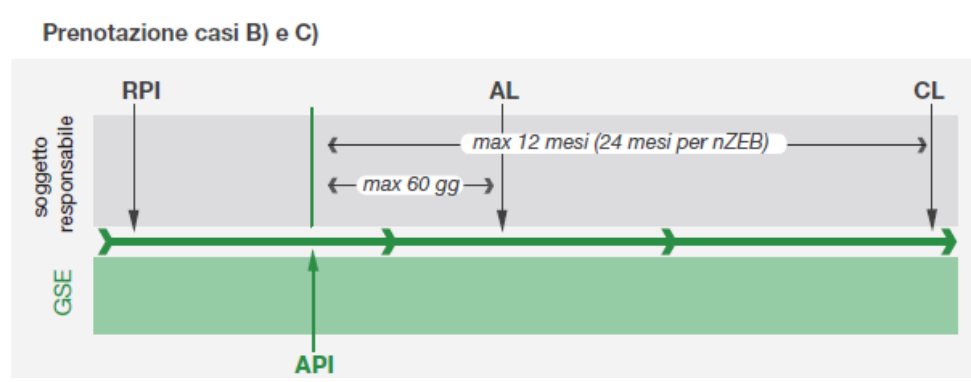 Prenotazione casi B) e C)
RPI
AL
CL
soggetto
responsabile
max 12 mesi (24 mesi per nZEB)
max 60 gg
GSE
API